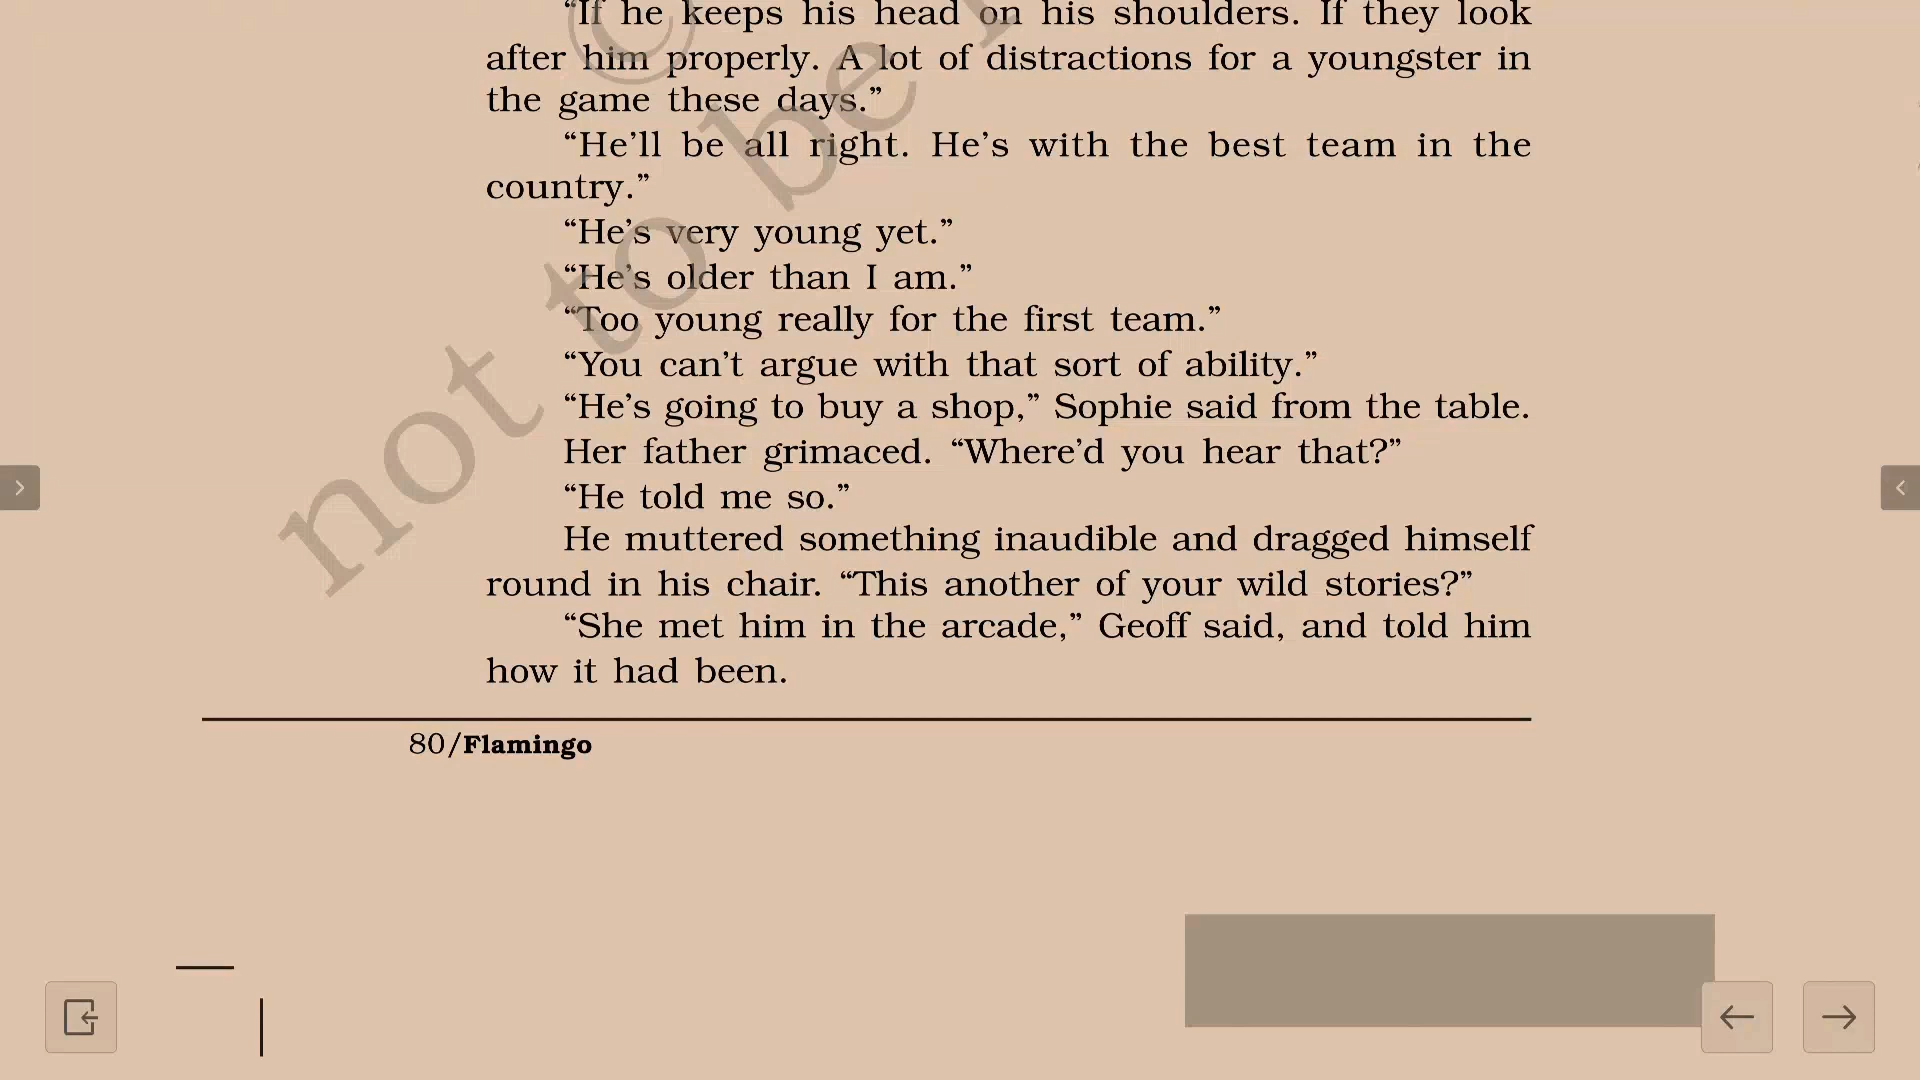 “If he keeps his head on his shoulders. If they look
after him properly. A lot of distractions for a youngster in
the game these days.”
“He’ll be all right. He’s with the best team in the
country.”
“He’s very young yet.”
“He’s older than I am.”
“Too young really for the first team.”
“You can’t argue with that sort of ability.”
“He’s going to buy a shop,” Sophie said from the table.
Her father grimaced. “Where’d you hear that?”
“He told me so.”
He muttered something inaudible and dragged himself
round in his chair. “This another of your wild stories?”
“She met him in the arcade,” Geoff said, and told him
how it had been.
80/Flamingo
©
not to be